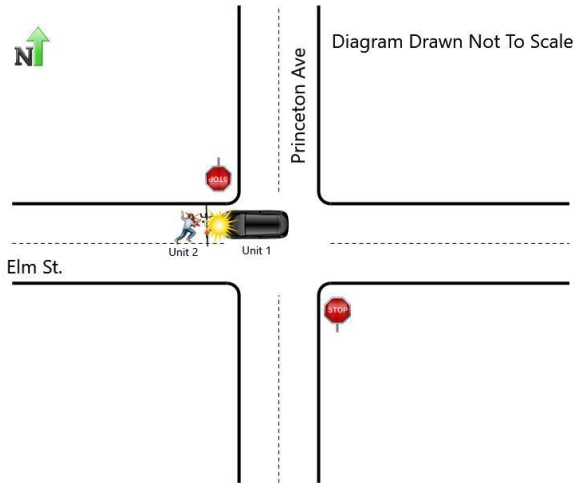 N
Diagram Drawn Not To Scale
Princeton Ave
STOP
Unit 2
Unit 1
Elm St.
STOP